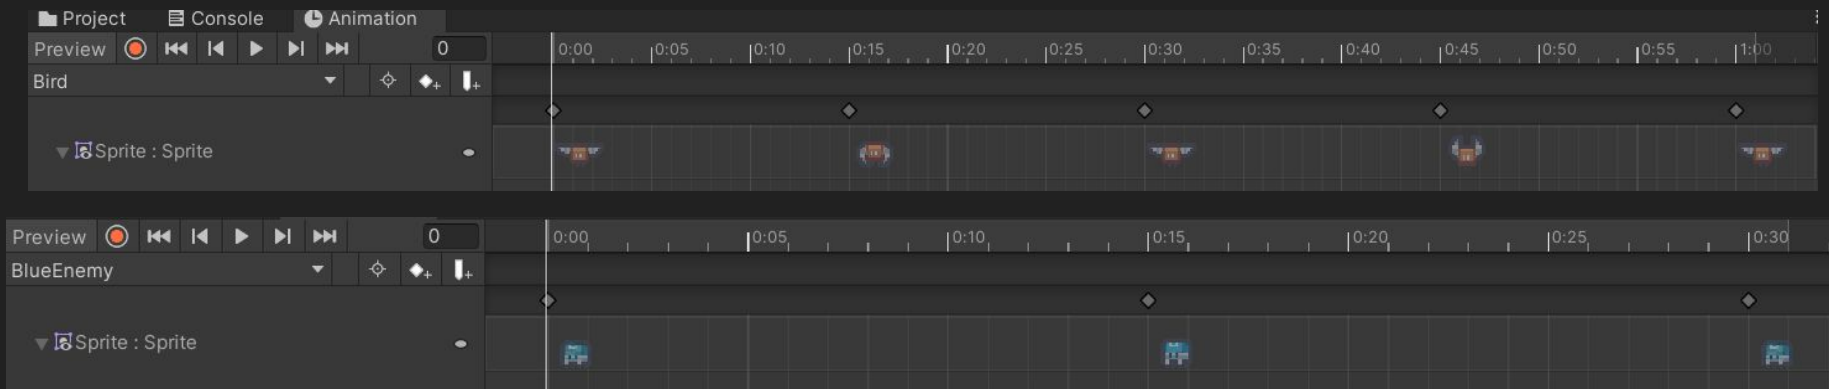 Project Console Animation
Preview 0 0:00 0:05 0:10 0:15 0:20 0:25 0:30 0:35 0:40 0:45 0:50 0:55 1:00
Bird
Sprite : Sprite
Preview 0 0:00 0:05 0:10 0:15 0:20 0:25 0:30
BlueEnemy
Sprite : Sprite